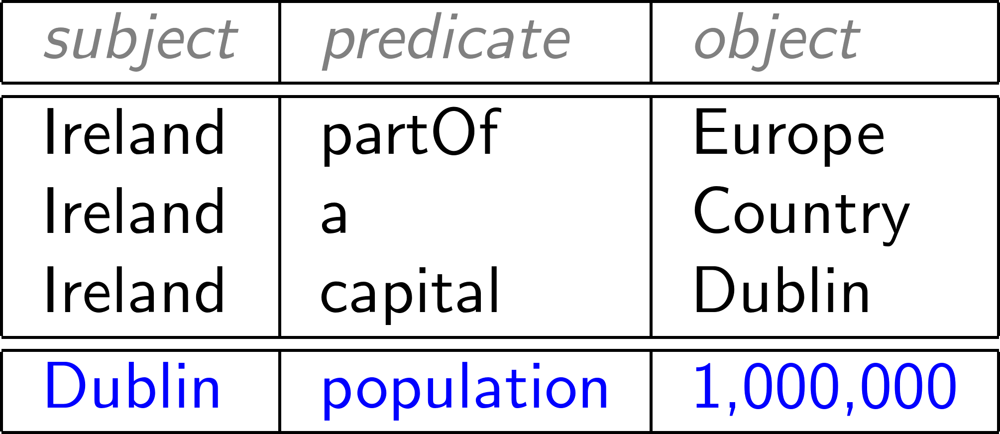 subject predicate object
Ireland partOf Europe
Ireland a Country
Ireland capital Dublin
Dublin population 1,000,000